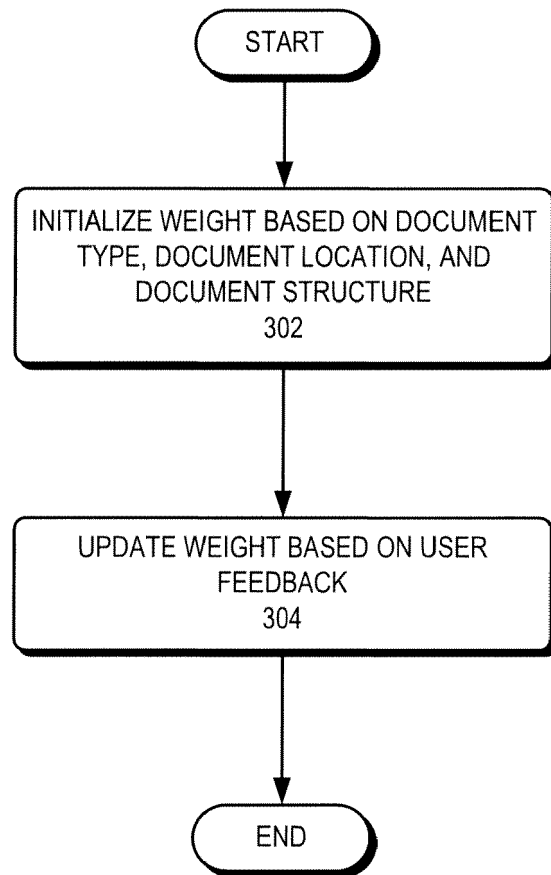 START
INITIALIZE WEIGHT BASED ON DOCUMENT
TYPE, DOCUMENT LOCATION, AND
DOCUMENT STRUCTURE
302
UPDATE WEIGHT BASED ON USER
FEEDBACK
304
END